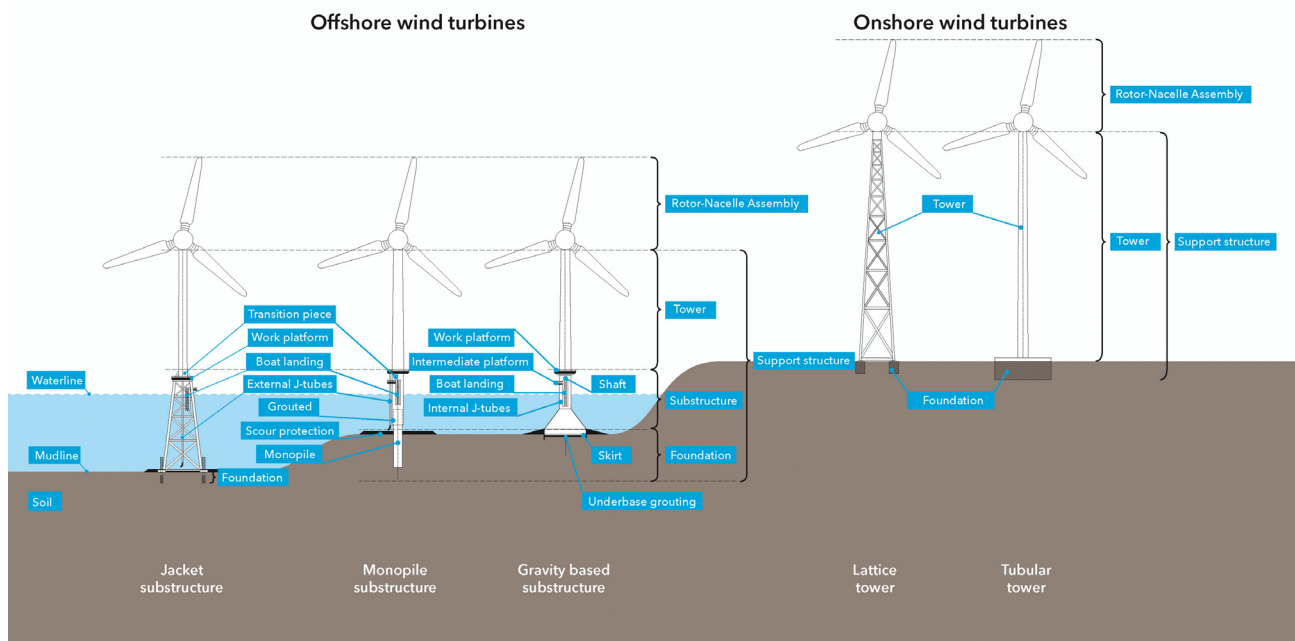 Offshore wind turbines
Onshore wind turbines
Rotor-Nacelle Assembly
Rotor-Nacelle Assembly
Tower
Tower
Support structure
Transition piece
Work platform
Boat landing
External J-tubes
Grouted
Scour protection
Monopile
Work platform
Intermediate platform
Boat landing
Internal J-tubes
Shaft
Skirt
Underbase grouting
Tower
Support structure
Substructure
Foundation
Foundation
Waterline
Mudline
Foundation
Soil
Jacket
substructure
Monopile
substructure
Gravity based
substructure
Lattice
tower
Tubular
tower